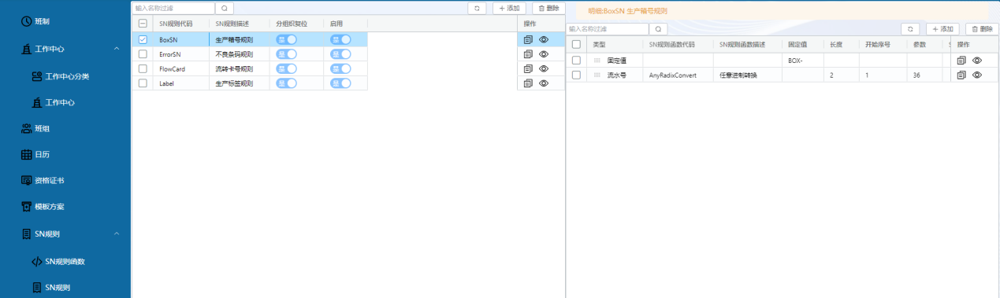 班制
工作中心
工作中心分类
工作中心
班组
日历
资格证书
模板方案
SN规则
SN规则函数
SN规则
输入名称过滤
添加 删除
SN规则代码 SN规则描述 分组织复位 启用 操作
BoxSN 生产箱号规则 是 是
ErrorSN 不良条码规则 是 是
FlowCard 流转卡号规则 是 是
Label 生产标签规则 是 是
明细:BoxSN 生产箱号规则
输入名称过滤
添加 删除
类型 SN规则函数代码 SN规则函数描述 固定值 长度 开始序号 参数 操作
固定值 BOX-
流水号 AnyRadixConvert 任意进制转换 2 1 36